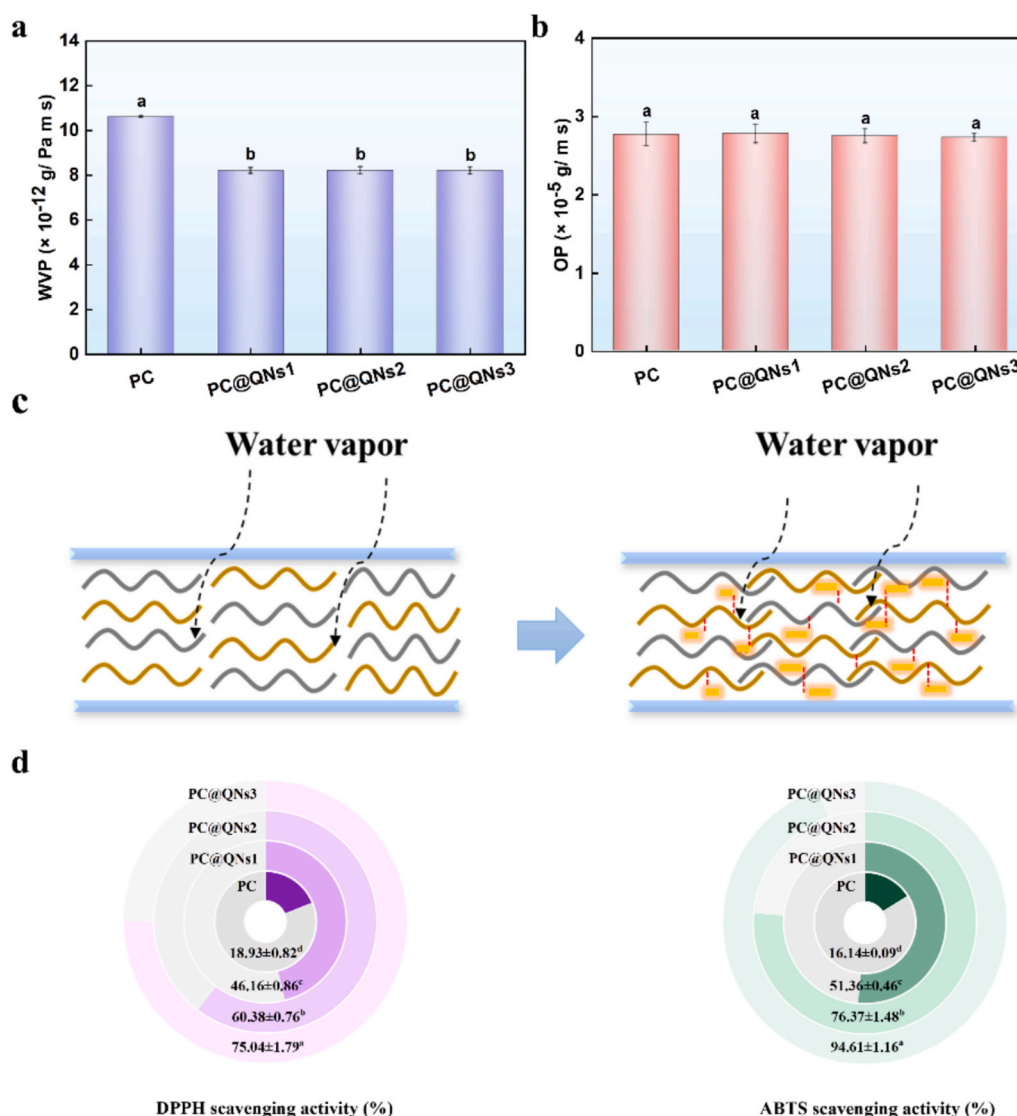 a
14
12
10
8
6
4
2
0
WVP (× 10⁻¹² g/ Pa m s)
a
b
b
b
PC
PC@QNs1
PC@QNs2
PC@QNs3
b
4
3
2
1
0
OP (× 10⁻⁵ g/ m s)
a
a
a
a
PC
PC@QNs1
PC@QNs2
PC@QNs3
c
Water vapor
Water vapor
d
PC@QNs3
PC@QNs2
PC@QNs1
PC
18.93±0.82ᵈ
46.16±0.86ᶜ
60.38±0.76ᵇ
75.04±1.79ᵃ
DPPH scavenging activity (%)
PC@QNs3
PC@QNs2
PC@QNs1
PC
16.14±0.09ᵈ
51.36±0.46ᶜ
76.37±1.48ᵇ
94.61±1.16ᵃ
ABTS scavenging activity (%)